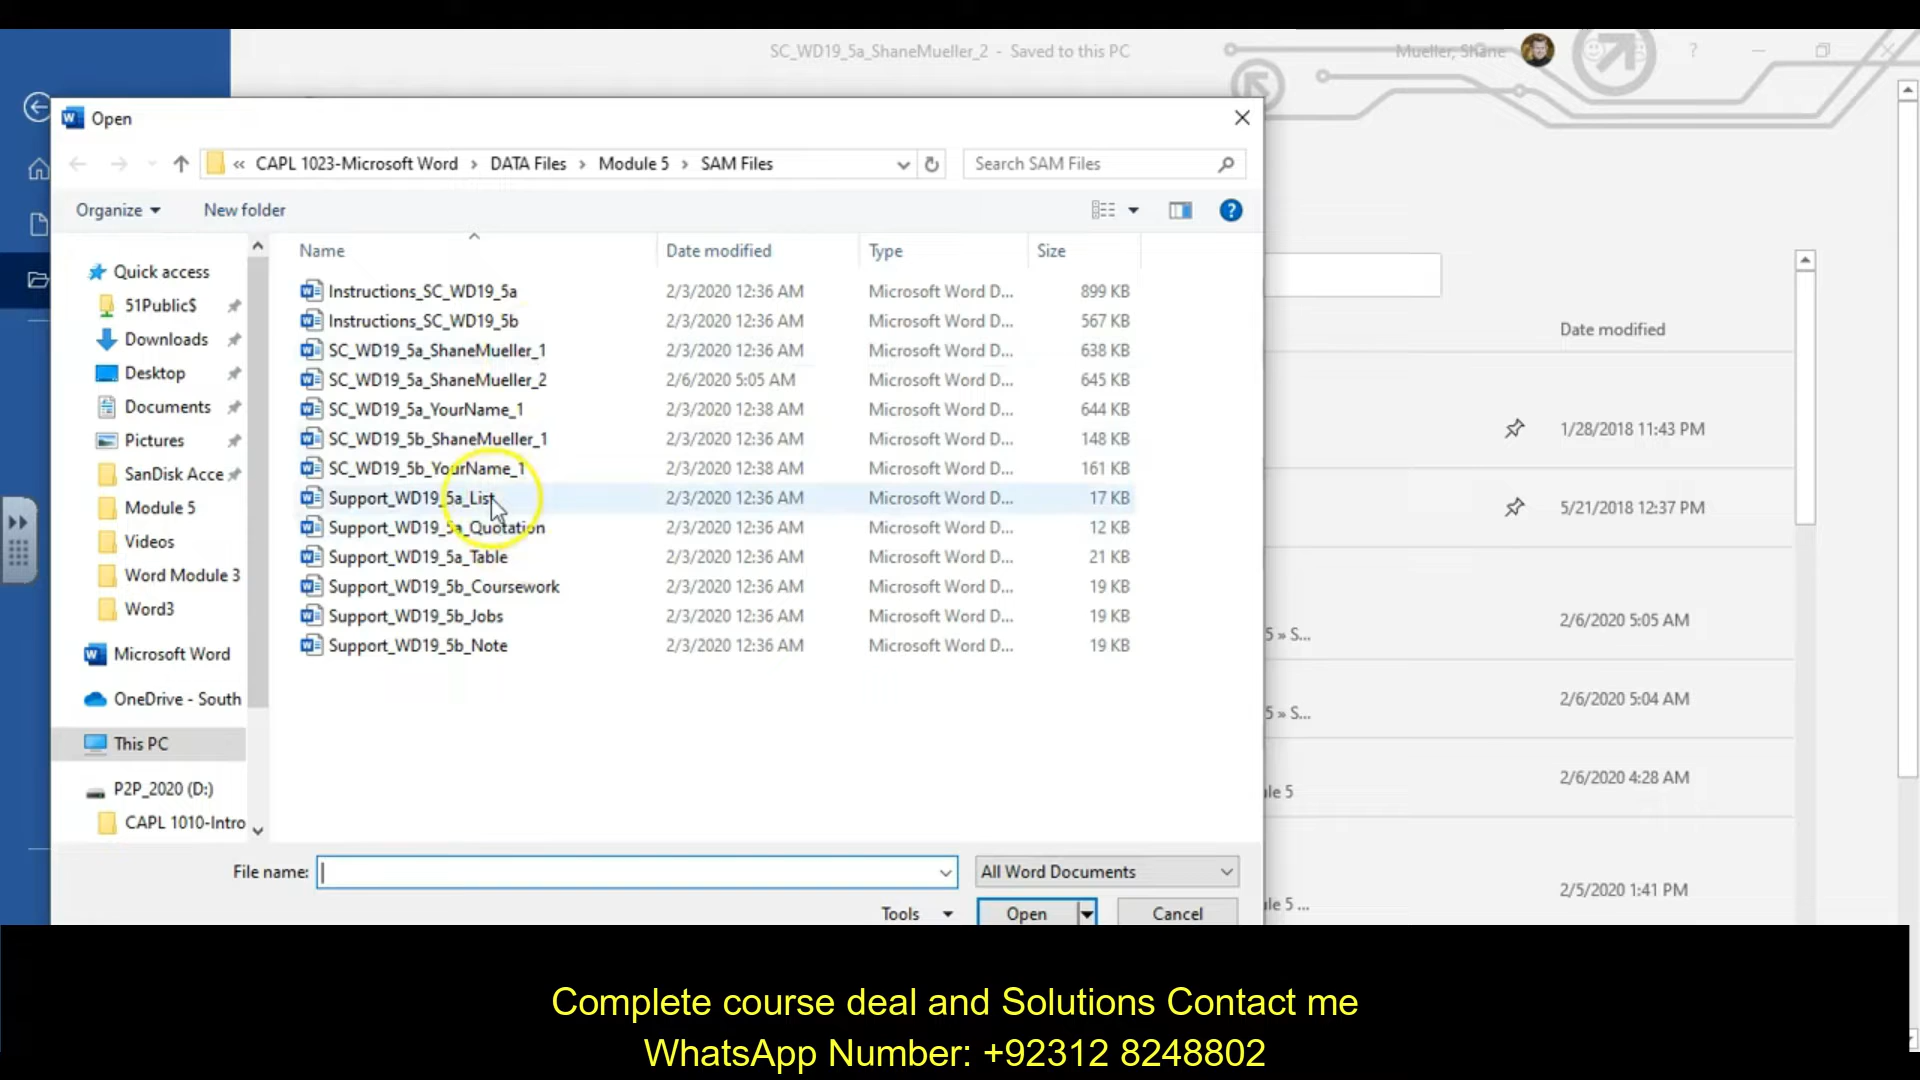 SC_WD19_5a_ShaneMueller_2 - Saved to this PC
Mueller, Shane
?
Open
« CAPL 1023-Microsoft Word › DATA Files › Module 5 › SAM Files
Search SAM Files
Organize
New folder
?
Name Date modified Type Size
Instructions_SC_WD19_5a 2/3/2020 12:36 AM Microsoft Word D... 899 KB
Instructions_SC_WD19_5b 2/3/2020 12:36 AM Microsoft Word D... 567 KB
SC_WD19_5a_ShaneMueller_1 2/3/2020 12:36 AM Microsoft Word D... 638 KB
SC_WD19_5a_ShaneMueller_2 2/6/2020 5:05 AM Microsoft Word D... 645 KB
SC_WD19_5a_YourName_1 2/3/2020 12:38 AM Microsoft Word D... 644 KB
SC_WD19_5b_ShaneMueller_1 2/3/2020 12:36 AM Microsoft Word D... 148 KB
SC_WD19_5b_YourName_1 2/3/2020 12:38 AM Microsoft Word D... 161 KB
Support_WD19_5a_List 2/3/2020 12:36 AM Microsoft Word D... 17 KB
Support_WD19_5a_Quotation 2/3/2020 12:36 AM Microsoft Word D... 12 KB
Support_WD19_5a_Table 2/3/2020 12:36 AM Microsoft Word D... 21 KB
Support_WD19_5b_Coursework 2/3/2020 12:36 AM Microsoft Word D... 19 KB
Support_WD19_5b_Jobs 2/3/2020 12:36 AM Microsoft Word D... 19 KB
Support_WD19_5b_Note 2/3/2020 12:36 AM Microsoft Word D... 19 KB
Quick access
51Public$
Downloads
Desktop
Documents
Pictures
SanDisk Acce
Module 5
Videos
Word Module 3
Word3
Microsoft Word
OneDrive - South
This PC
P2P_2020 (D:)
CAPL 1010-Intro
File name:
All Word Documents
Tools
Open
Cancel
Date modified
1/28/2018 11:43 PM
5/21/2018 12:37 PM
2/6/2020 5:05 AM
5 » S...
2/6/2020 5:04 AM
5 » S...
2/6/2020 4:28 AM
ule 5
2/5/2020 1:41 PM
ule 5 ...
Complete course deal and Solutions Contact me
WhatsApp Number: +92312 8248802